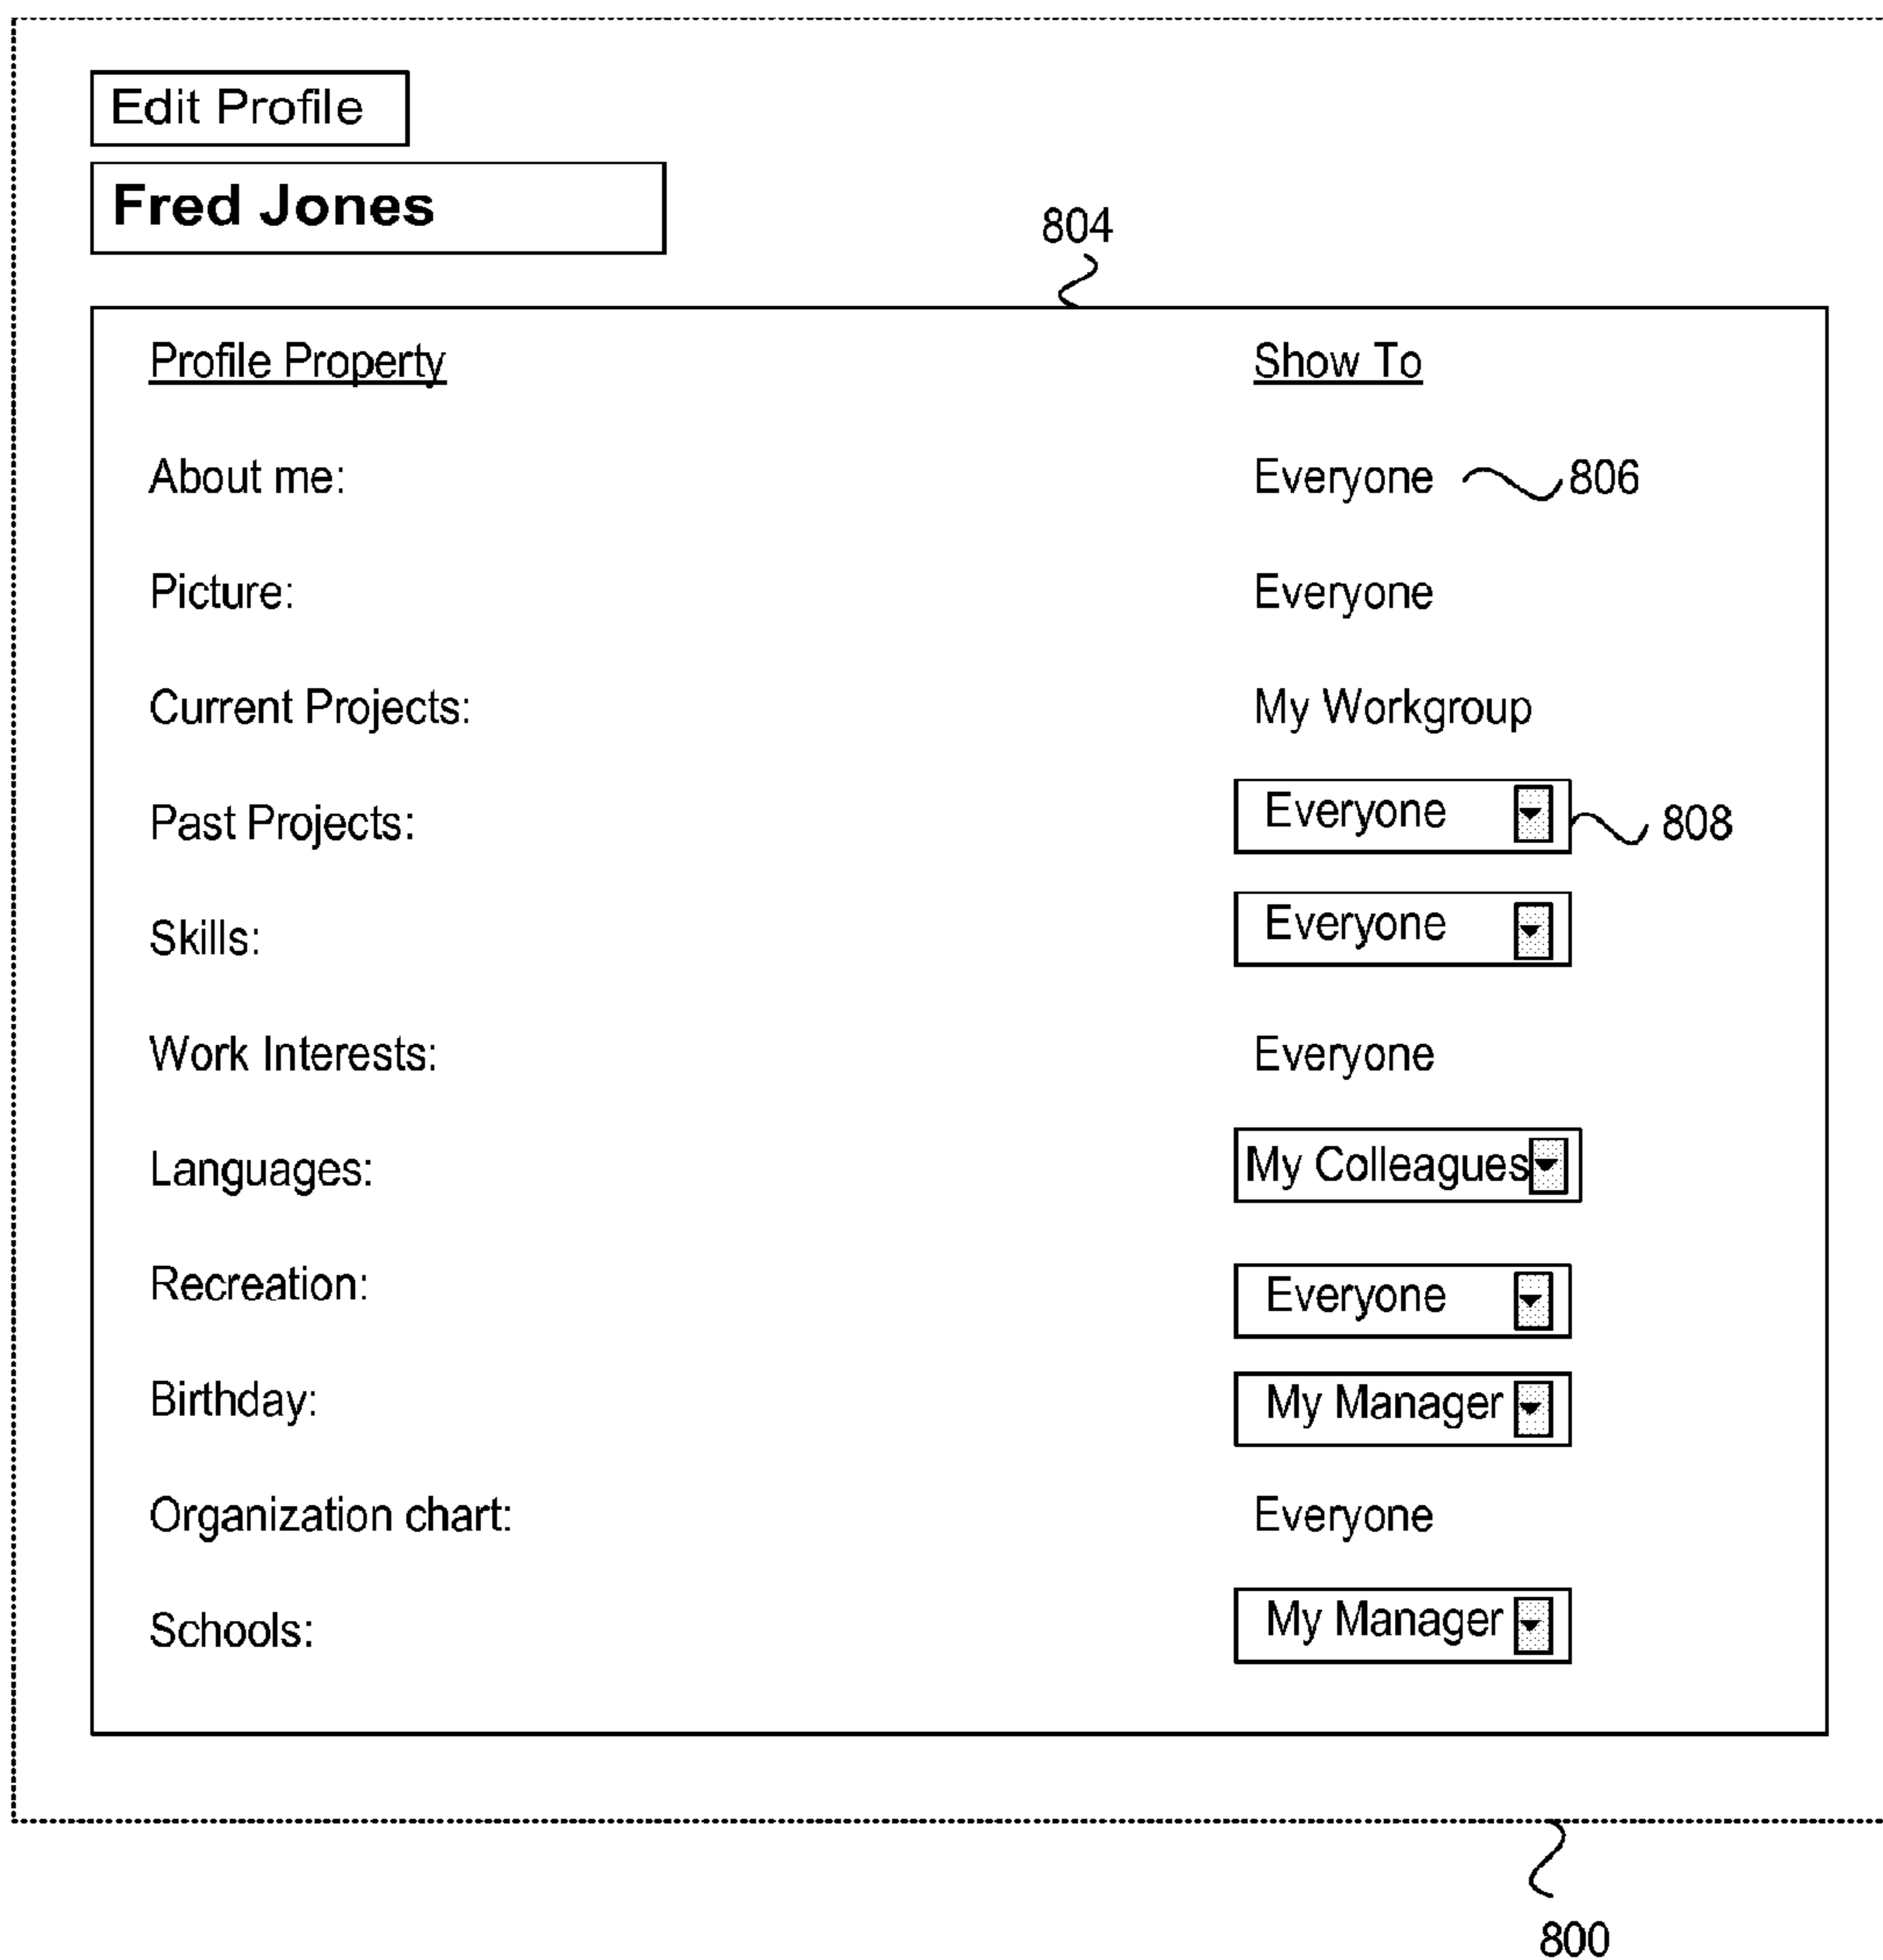 Edit Profile
Fred Jones
804
Profile Property Show To
About me: Everyone 806
Picture: Everyone
Current Projects: My Workgroup
Past Projects: Everyone 808
Skills: Everyone
Work Interests: Everyone
Languages: My Colleagues
Recreation: Everyone
Birthday: My Manager
Organization chart: Everyone
Schools: My Manager
800